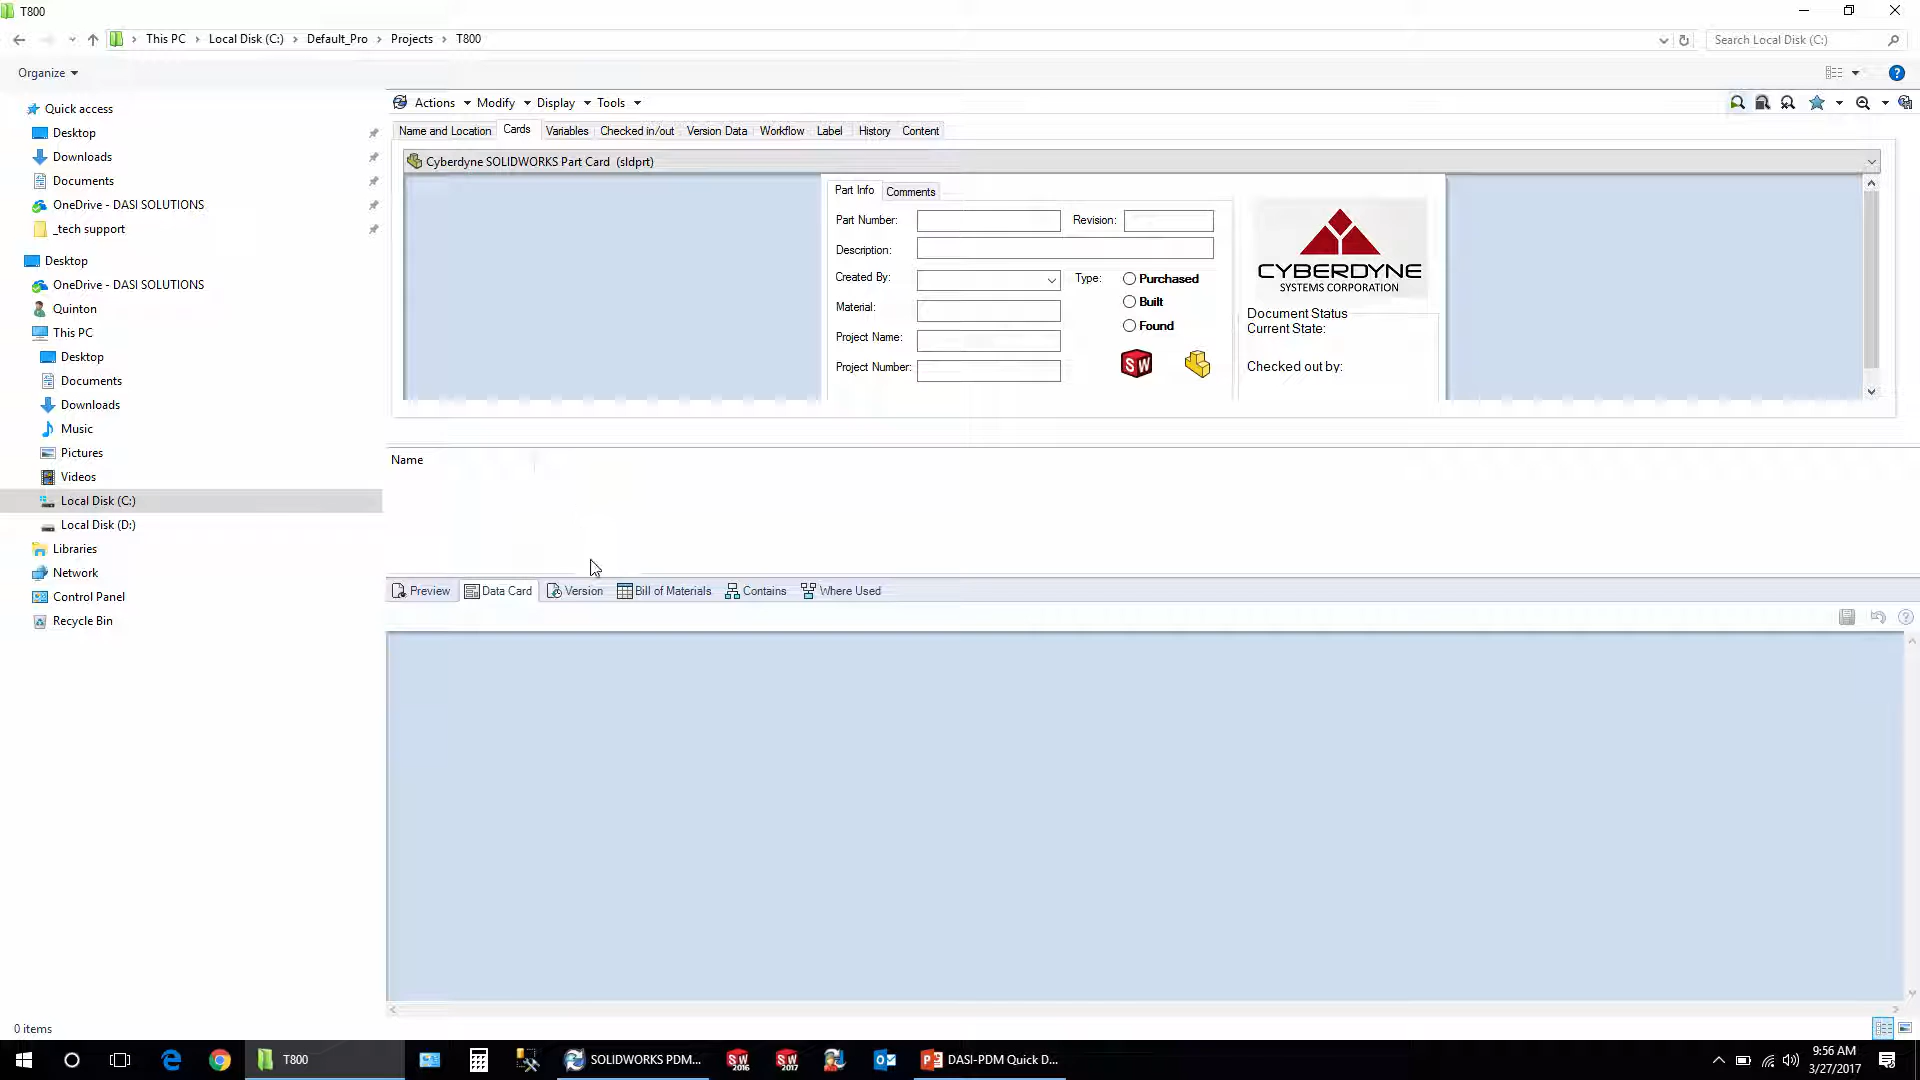 T800
This PC Local Disk (C:) Default_Pro Projects T800
Search Local Disk (C:)
Organize
Quick access
Desktop
Downloads
Documents
OneDrive - DASI SOLUTIONS
_tech support
Desktop
OneDrive - DASI SOLUTIONS
Quinton
This PC
Desktop
Documents
Downloads
Music
Pictures
Videos
Local Disk (C:)
Local Disk (D:)
Libraries
Network
Control Panel
Recycle Bin
Actions Modify Display Tools
Name and Location Cards Variables Checked in/out Version Data Workflow Label History Content
Cyberdyne SOLIDWORKS Part Card (sldprt)
Part Info Comments
Part Number: Revision:
Description:
Created By: Type: Purchased
Material: Built
Project Name: Found
Project Number: SW
CYBERDYNE
SYSTEMS CORPORATION
Document Status
Current State:
Checked out by:
Name
Preview Data Card Version Bill of Materials Contains Where Used
0 items
T800 SOLIDWORKS PDM... SW 2016 SW 2017 DASI-PDM Quick D...
9:56 AM
3/27/2017